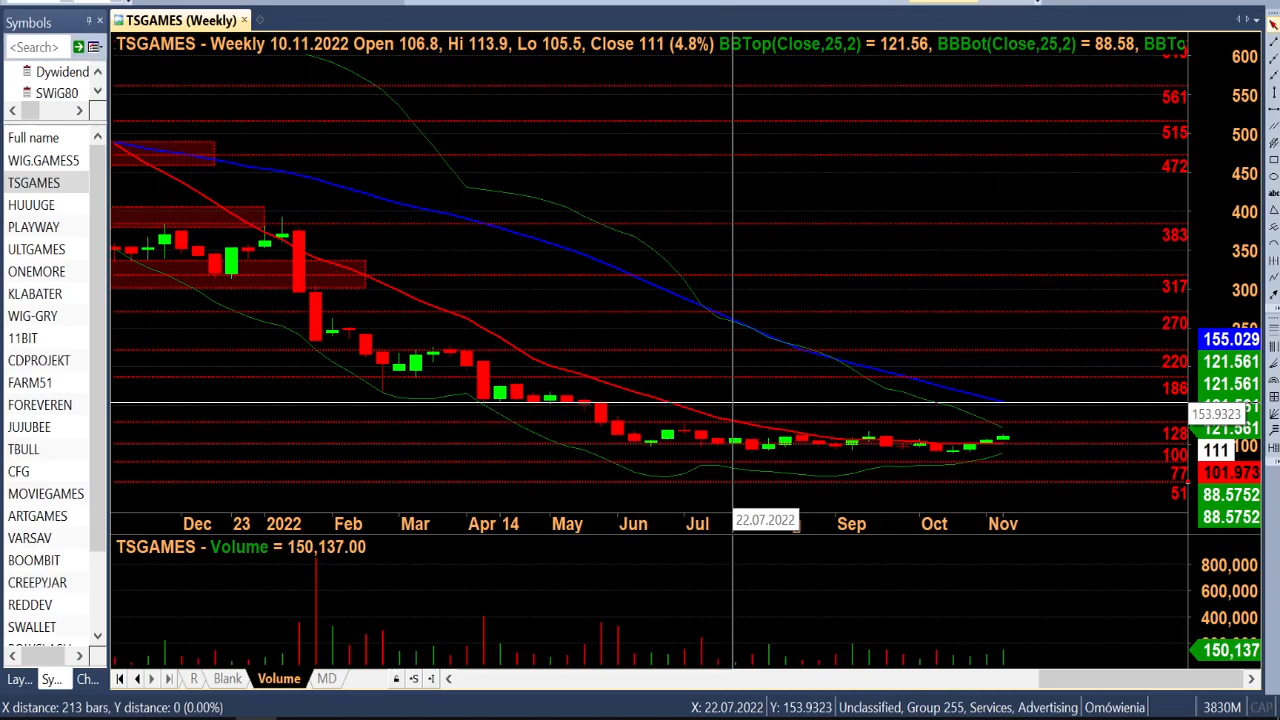 Symbols
TSGAMES (Weekly)
<Search>
Dywidend
SWiG80
Full name
WIG.GAMES5
TSGAMES
HUUUGE
PLAYWAY
ULTGAMES
ONEMORE
KLABATER
WIG-GRY
11BIT
CDPROJEKT
FARM51
FOREVEREN
JUJUBEE
TBULL
CFG
MOVIEGAMES
ARTGAMES
VARSAV
BOOMBIT
CREEPYJAR
REDDEV
SWALLET
Lay... Sy... Ch...
TSGAMES - Weekly 10.11.2022 Open 106.8, Hi 113.9, Lo 105.5, Close 111 (4.8%) BBTop(Close,25,2) = 121.56, BBBot(Close,25,2) = 88.58, BBTo
561
515
472
383
317
270
220
186
128
100
77
51
600
550
500
450
400
350
300
155.029
121.561
121.561
153.9323
121.561
100
111
101.973
88.5752
88.5752
Dec 23 2022 Feb Mar Apr 14 May Jun Jul 22.07.2022 Sep Oct Nov
TSGAMES - Volume = 150,137.00
800,000
600,000
400,000
150,137
R Blank Volume MD
X distance: 213 bars, Y distance: 0 (0.00%)
X: 22.07.2022 Y: 153.9323 Unclassified, Group 255, Services, Advertising Omówienia 3830M CAP